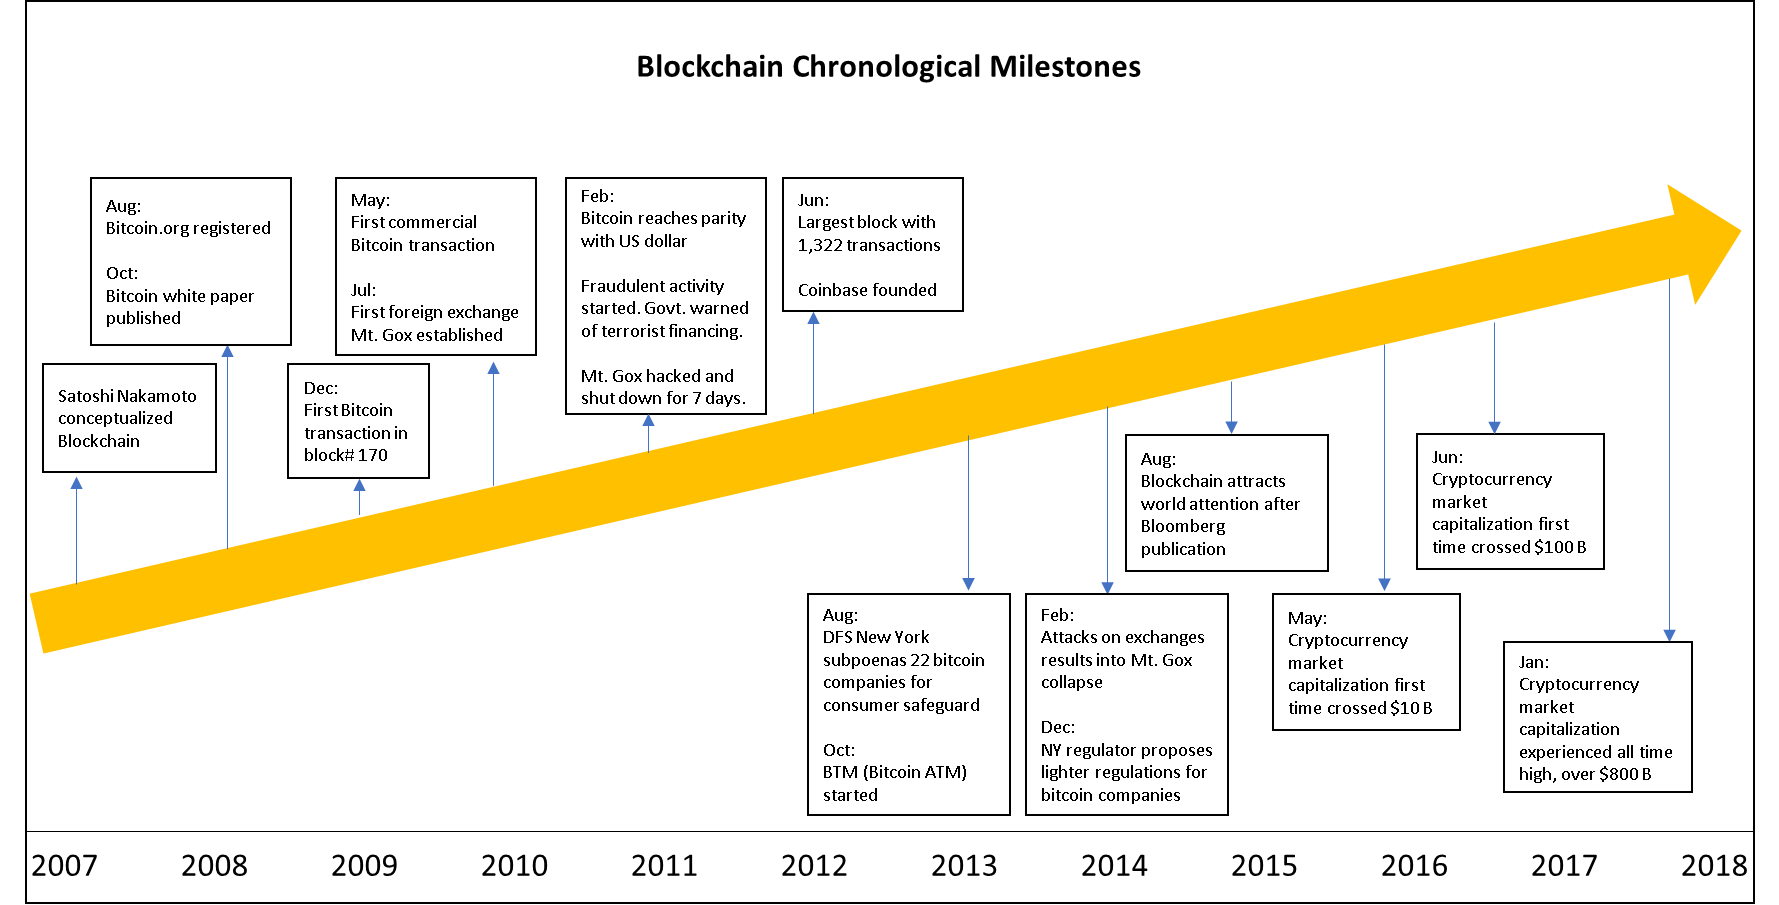 Blockchain Chronological Milestones
Aug:
Bitcoin.org registered
Oct:
Bitcoin white paper
published
Satoshi Nakamoto
conceptualized
Blockchain
Dec:
First Bitcoin
transaction in
block# 170
May:
First commercial
Bitcoin transaction
Jul:
First foreign exchange
Mt. Gox established
Feb:
Bitcoin reaches parity
with US dollar
Fraudulent activity
started. Govt. warned
of terrorist financing.
Mt. Gox hacked and
shut down for 7 days.
Jun:
Largest block with
1,322 transactions
Coinbase founded
Aug:
DFS New York
subpoenas 22 bitcoin
companies for
consumer safeguard
Oct:
BTM (Bitcoin ATM)
started
Feb:
Attacks on exchanges
results into Mt. Gox
collapse
Dec:
NY regulator proposes
lighter regulations for
bitcoin companies
Aug:
Blockchain attracts
world attention after
Bloomberg
publication
May:
Cryptocurrency
market
capitalization first
time crossed $10 B
Jun:
Cryptocurrency
market
capitalization first
time crossed $100 B
Jan:
Cryptocurrency
market
capitalization
experienced all time
high, over $800 B
2007 2008 2009 2010 2011 2012 2013 2014 2015 2016 2017 2018